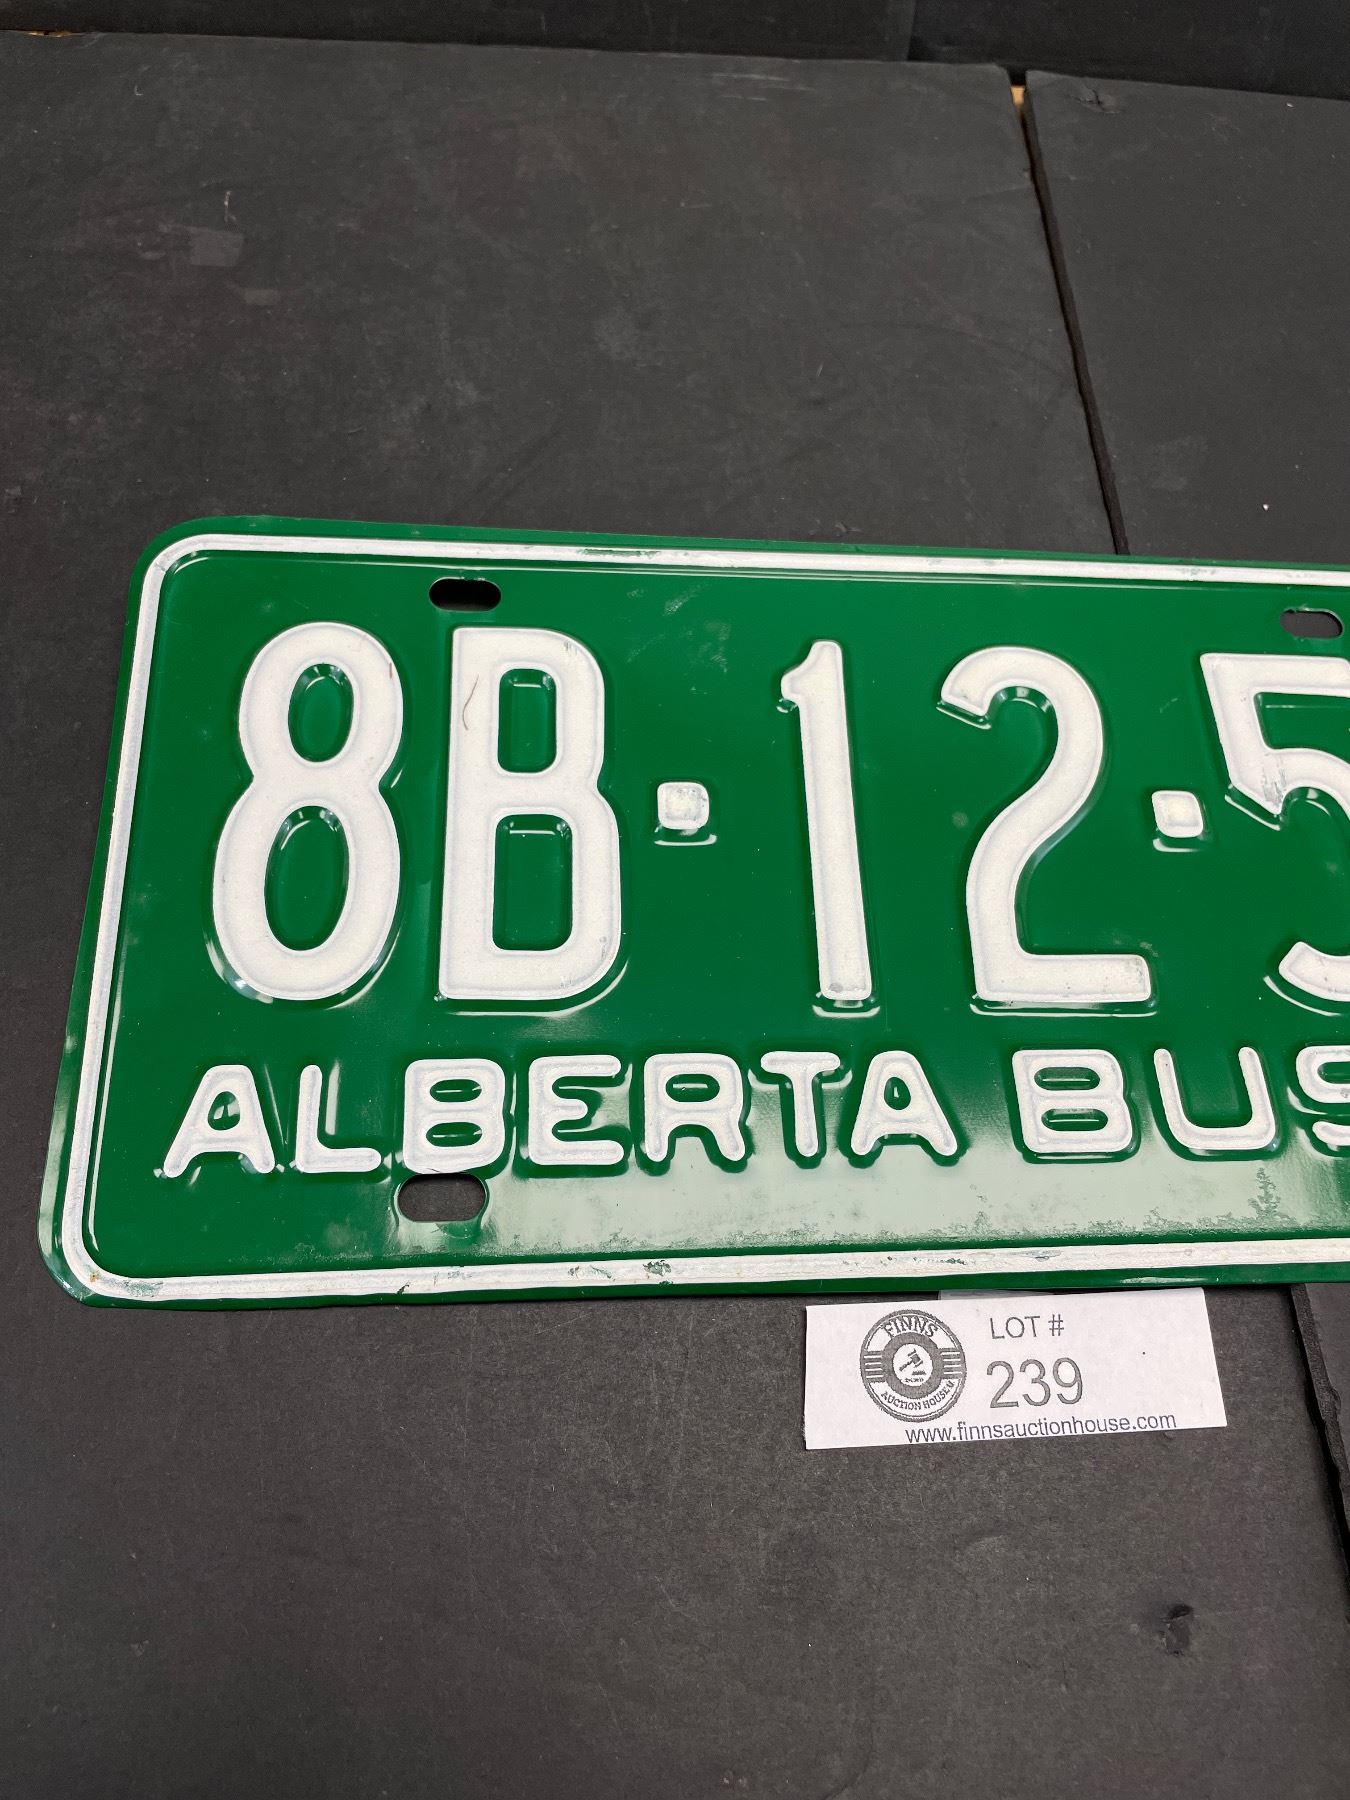 8B·12·5
ALBERTA BUS
FINNS
AUCTION HOUSE
LOT #
239
www.finnsauctionhouse.com